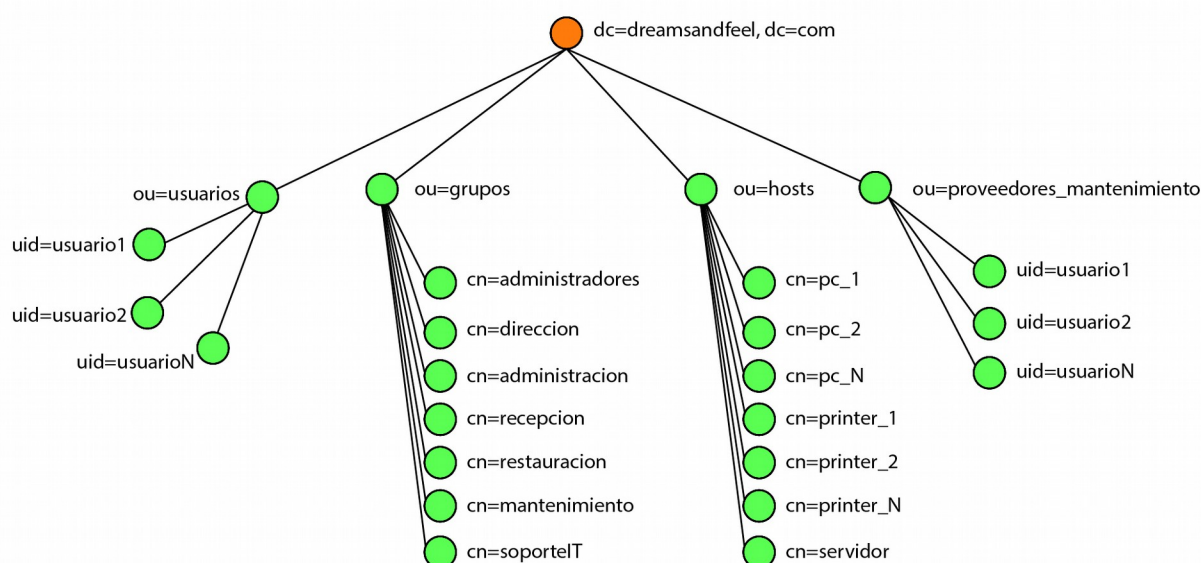 dc=dreamsandfeel, dc=com
ou=usuarios
uid=usuario1
uid=usuario2
uid=usuarioN
ou=grupos
cn=administradores
cn=direccion
cn=administracion
cn=recepcion
cn=restauracion
cn=mantenimiento
cn=soporteIT
ou=hosts
cn=pc_1
cn=pc_2
cn=pc_N
cn=printer_1
cn=printer_2
cn=printer_N
cn=servidor
ou=proveedores_mantenimiento
uid=usuario1
uid=usuario2
uid=usuarioN